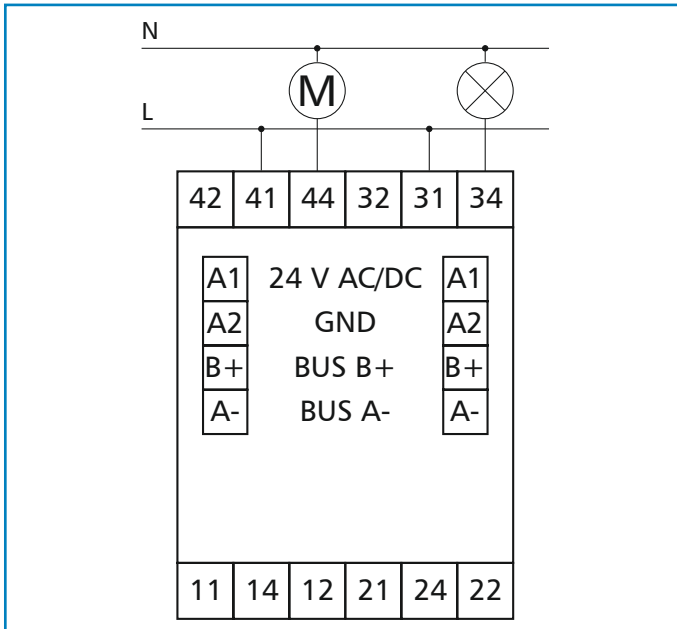 N
M
L
42 41 44 32 31 34
A1 24 V AC/DC A1
A2 GND A2
B+ BUS B+ B+
A- BUS A- A-
11 14 12 21 24 22